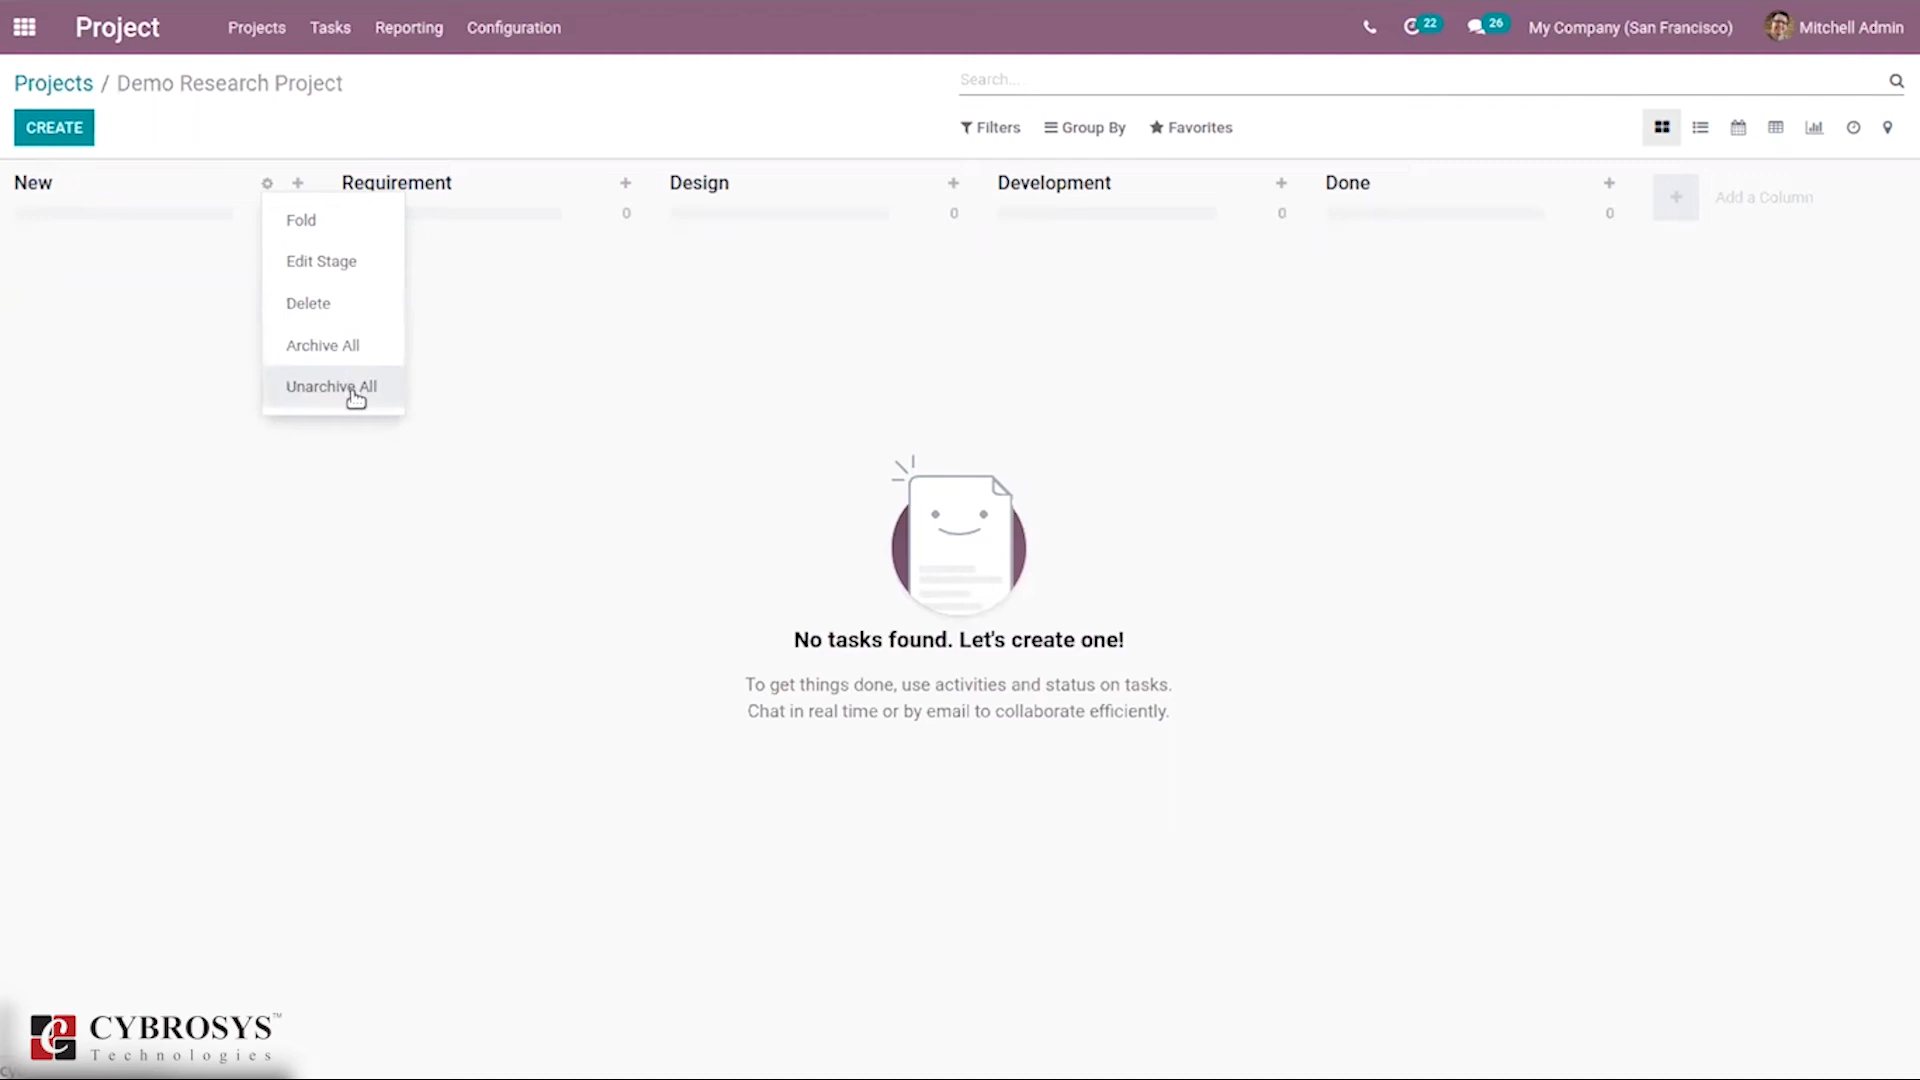 Project
Projects
Tasks
Reporting
Configuration
22
26
My Company (San Francisco)
Mitchell Admin
Projects / Demo Research Project
Search...
CREATE
Filters
Group By
Favorites
New
Requirement
Design
Development
Done
Add a Column
0
0
0
0
Fold
Edit Stage
Delete
Archive All
Unarchive All
No tasks found. Let's create one!
To get things done, use activities and status on tasks.
Chat in real time or by email to collaborate efficiently.
CYBROSYS™
Technologies